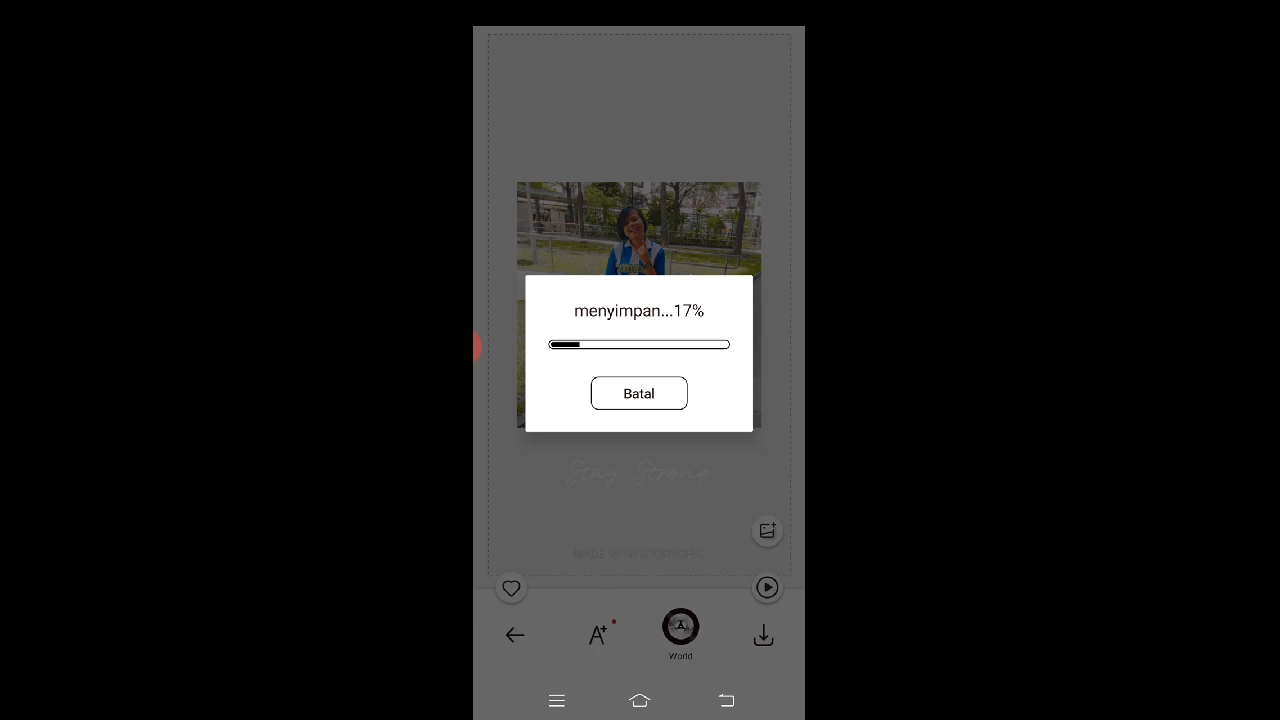 menyimpan...17%
Batal
Stay Strong
MADE WITH STORYCHIC
A+
World